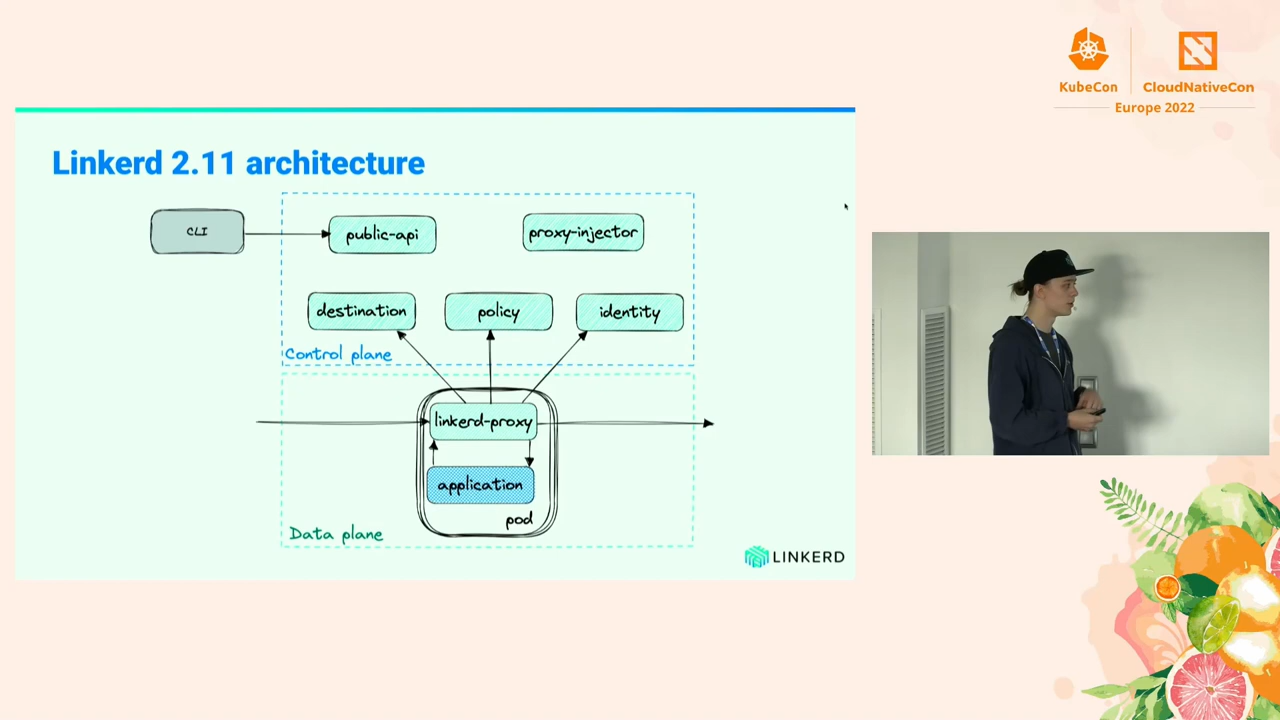 KubeCon
CloudNativeCon
Europe 2022
Linkerd 2.11 architecture
CLI
public-api
proxy-injector
destination
policy
identity
Control plane
linkerd-proxy
application
pod
Data plane
LINKERD